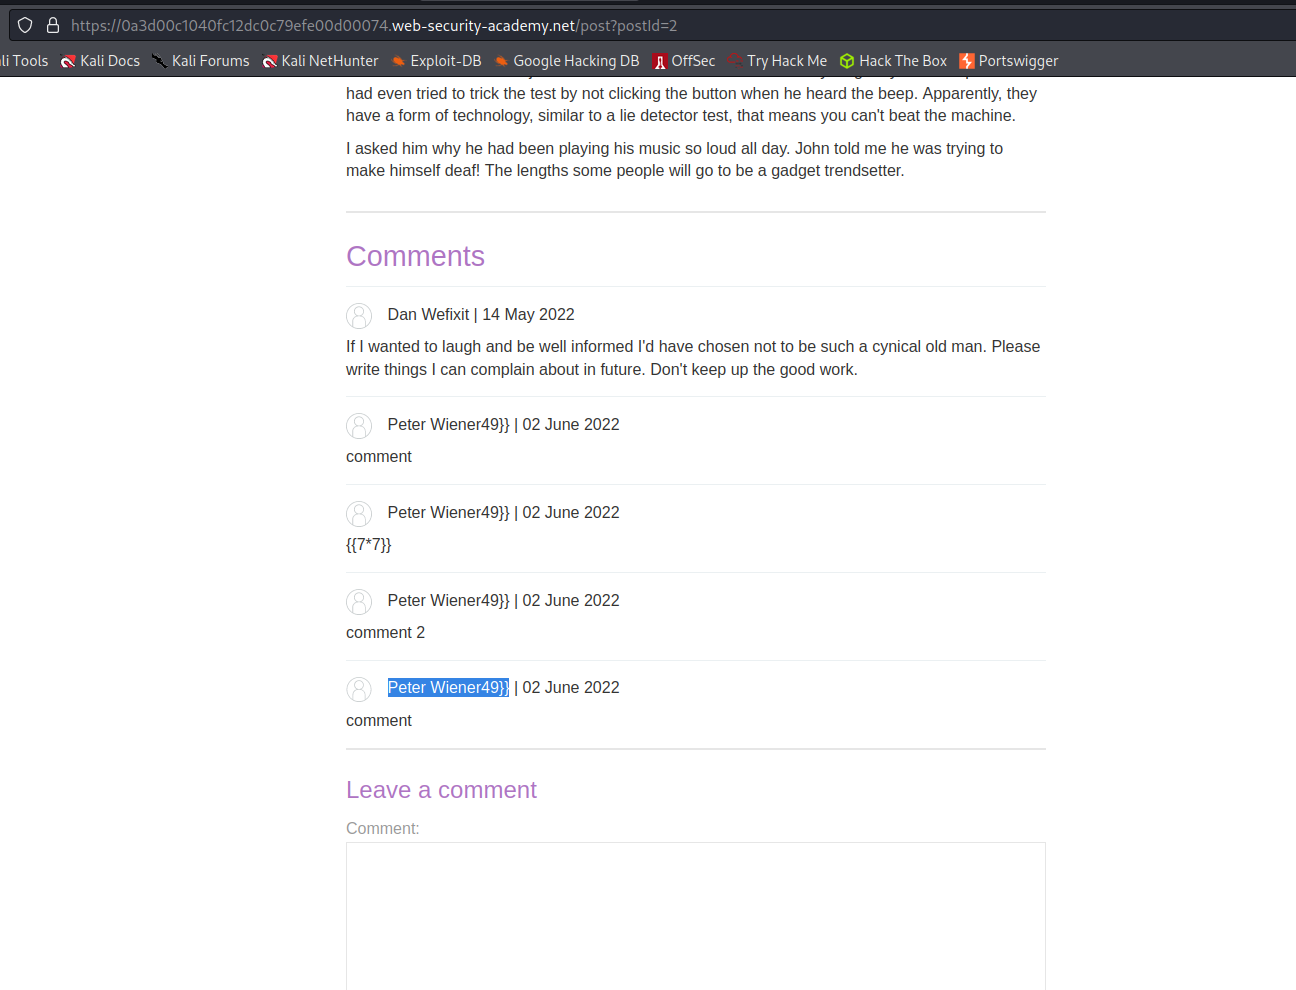 https://0a3d00c1040fc12dc0c79efe00d00074.web-security-academy.net/post?postId=2
li Tools Kali Docs Kali Forums Kali NetHunter Exploit-DB Google Hacking DB OffSec Try Hack Me Hack The Box Portswigger
had even tried to trick the test by not clicking the button when he heard the beep. Apparently, they
have a form of technology, similar to a lie detector test, that means you can't beat the machine.
I asked him why he had been playing his music so loud all day. John told me he was trying to
make himself deaf! The lengths some people will go to be a gadget trendsetter.
Comments
Dan Wefixit | 14 May 2022
If I wanted to laugh and be well informed I'd have chosen not to be such a cynical old man. Please
write things I can complain about in future. Don't keep up the good work.
Peter Wiener49}} | 02 June 2022
comment
Peter Wiener49}} | 02 June 2022
{{7*7}}
Peter Wiener49}} | 02 June 2022
comment 2
Peter Wiener49}} | 02 June 2022
comment
Leave a comment
Comment: